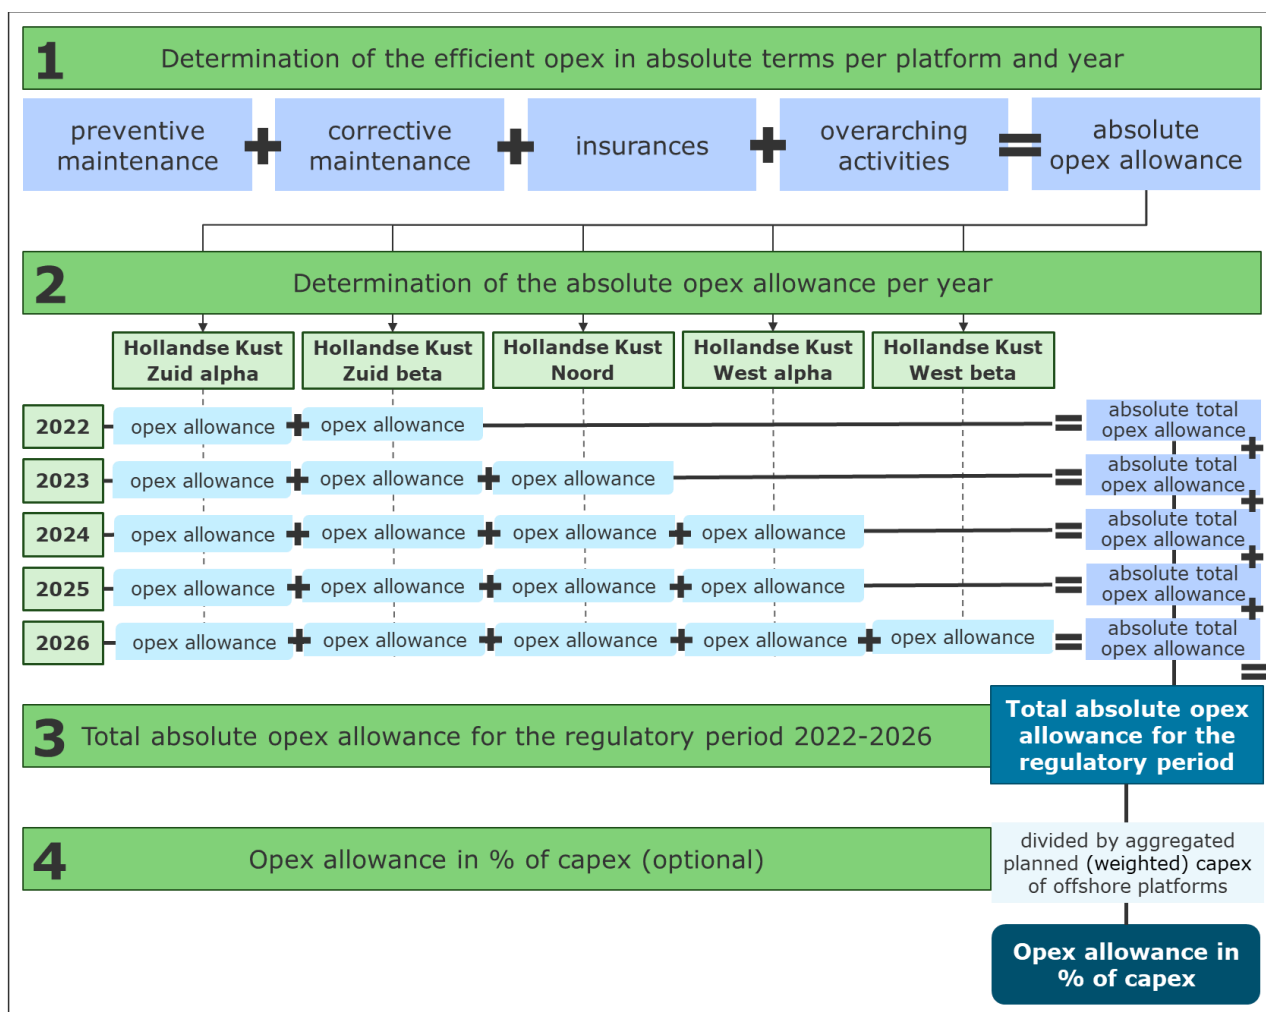 1
Determination of the efficient opex in absolute terms per platform and year
preventive
maintenance
+
corrective
maintenance
+
insurances
+
overarching
activities
=
absolute
opex allowance
2
Determination of the absolute opex allowance per year
Hollandse Kust
Zuid alpha
Hollandse Kust
Zuid beta
Hollandse Kust
Noord
Hollandse Kust
West alpha
Hollandse Kust
West beta
2022
opex allowance + opex allowance =
absolute total
opex allowance
+
2023
opex allowance + opex allowance + opex allowance =
absolute total
opex allowance
+
2024
opex allowance + opex allowance + opex allowance + opex allowance =
absolute total
opex allowance
+
2025
opex allowance + opex allowance + opex allowance + opex allowance =
absolute total
opex allowance
+
2026
opex allowance + opex allowance + opex allowance + opex allowance + opex allowance =
absolute total
opex allowance
=
3
Total absolute opex allowance for the regulatory period 2022-2026
Total absolute opex
allowance for the
regulatory period
4
Opex allowance in % of capex (optional)
divided by aggregated
planned (weighted) capex
of offshore platforms
Opex allowance in
% of capex